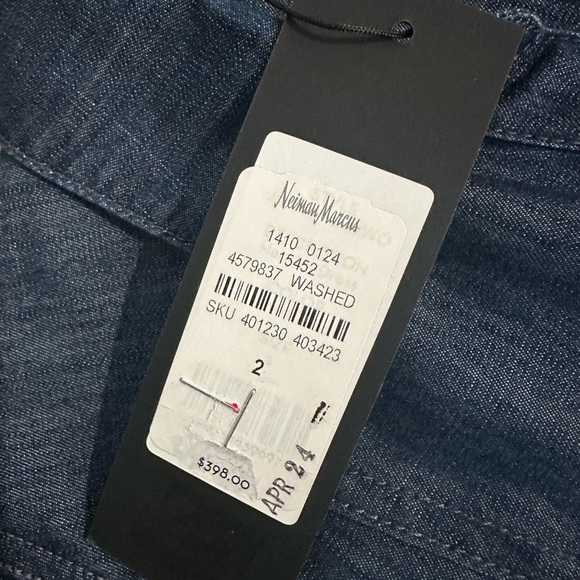 Neiman Marcus
1410 0124
15452
4579837 WASHED
SKU 401230 403423
2
$398.00
APR 24